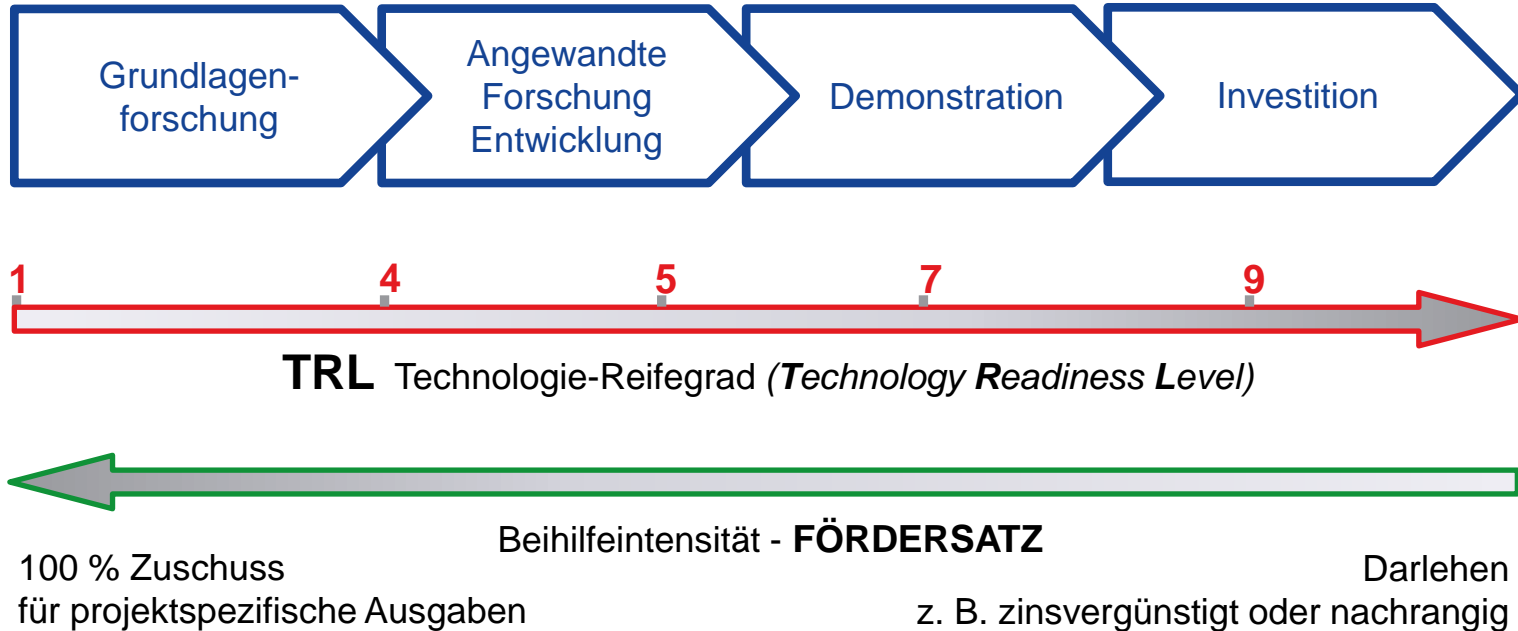 Grundlagen-
forschung
Angewandte
Forschung
Entwicklung
Demonstration
Investition
1 4 5 7 9
TRL Technologie-Reifegrad (Technology Readiness Level)
Beihilfeintensität - FÖRDERSATZ
100 % Zuschuss
für projektspezifische Ausgaben
Darlehen
z. B. zinsvergünstigt oder nachrangig